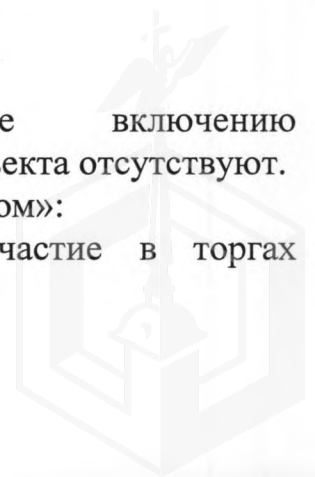 е включению
екта отсутствуют.
ом»:
частие в торгах